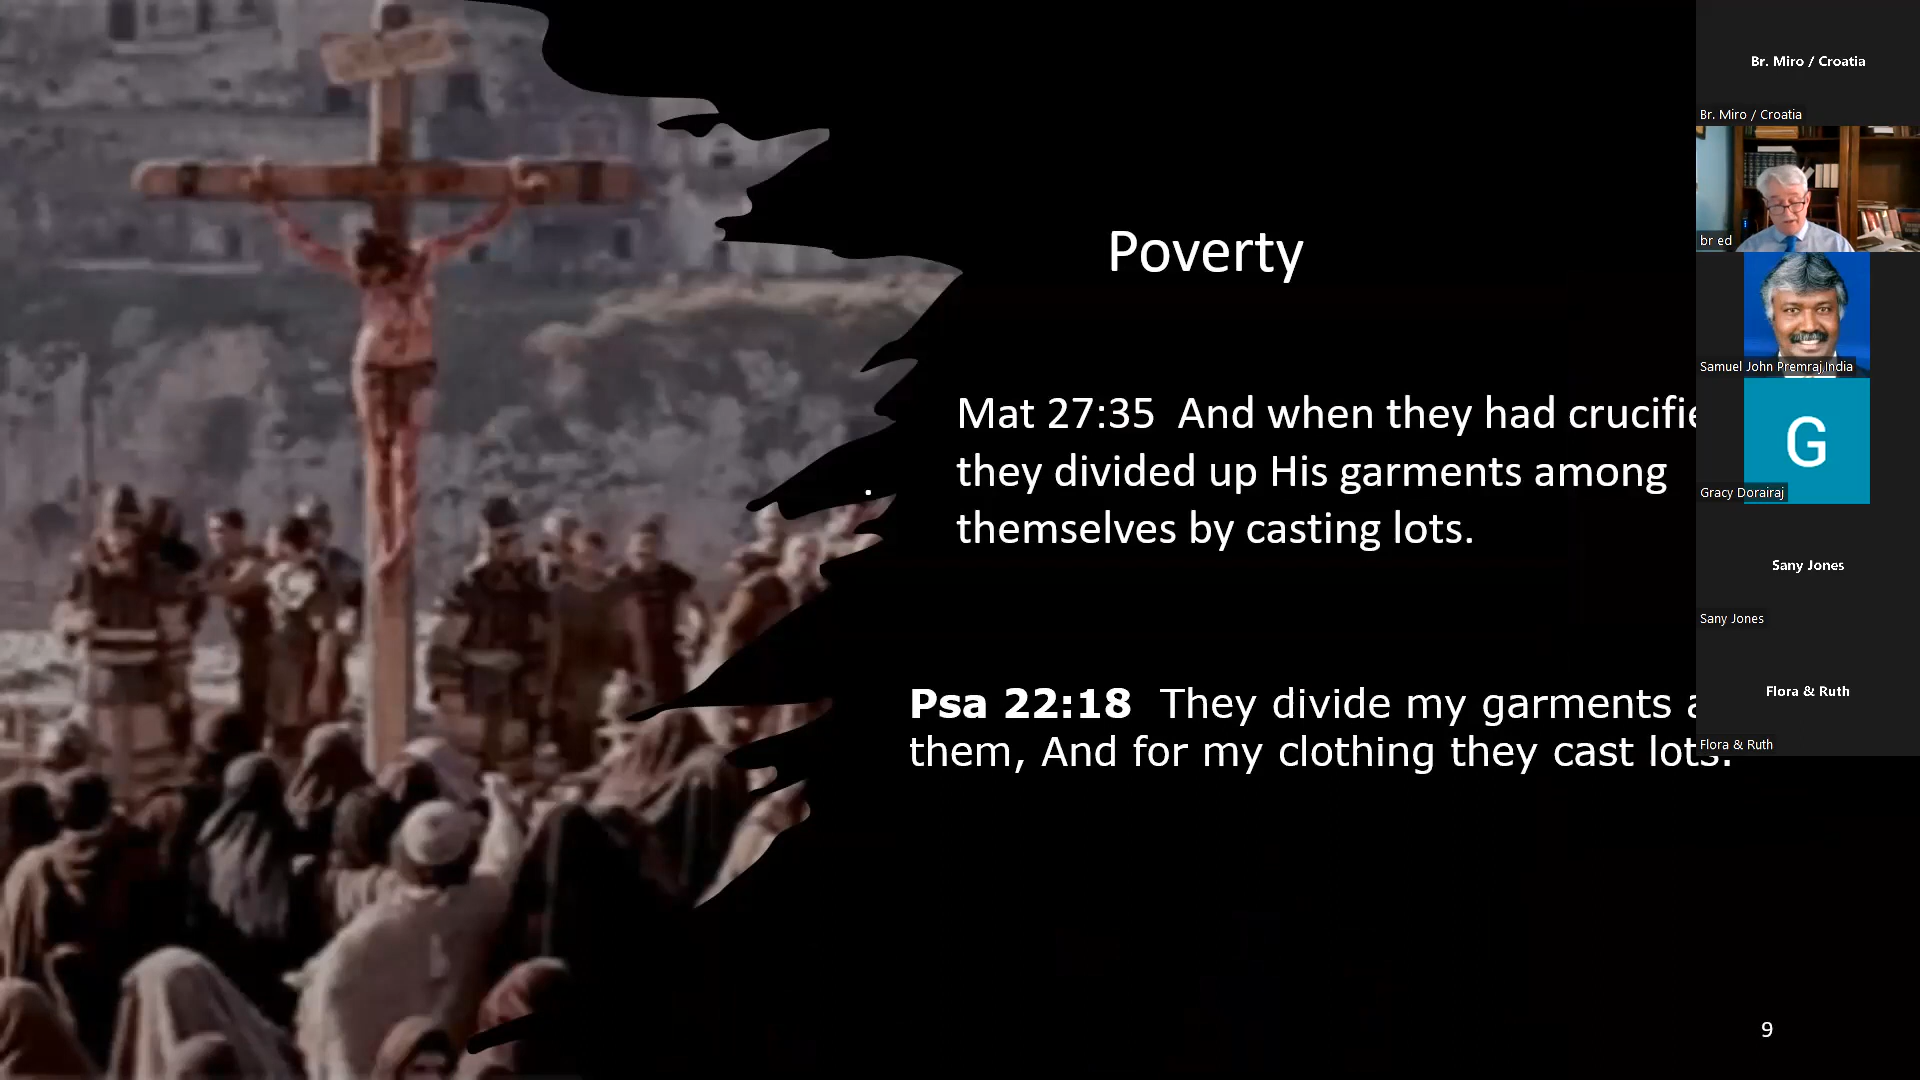 Poverty
Mat 27:35 And when they had crucifie
they divided up His garments among
themselves by casting lots.
Psa 22:18 They divide my garments a
them, And for my clothing they cast lots.
9
Br. Miro / Croatia
Br. Miro / Croatia
br ed
Samuel John Premraj,India
G
Gracy Dorairaj
Sany Jones
Sany Jones
Flora & Ruth
Flora & Ruth